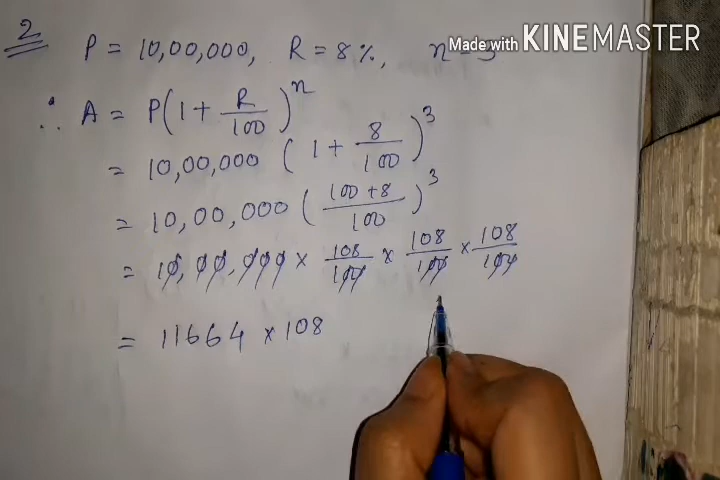 2 P = 10,00,000, R = 8%, n = 3
Made with KINEMASTER
∴ A = P(1 + R/100)^n
= 10,00,000 (1 + 8/100)^3
= 10,00,000 (100+8/100)^3
= 10,00,000 × 108/100 × 108/100 × 108/100
= 11664 × 108